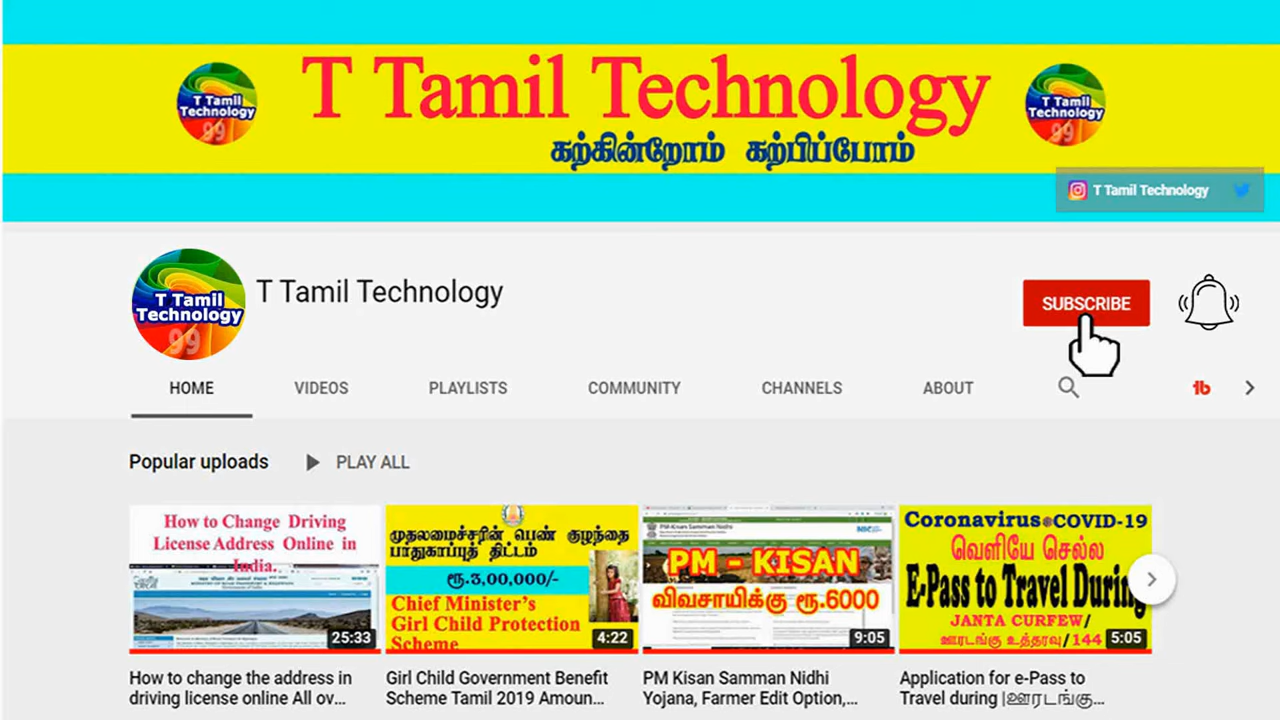 T Tamil Technology
கற்கின்றோம் கற்பிப்போம்
T Tamil
Technology
99
T Tamil
Technology
99
T Tamil Technology
T Tamil
Technology
99
T Tamil Technology
SUBSCRIBE
HOME VIDEOS PLAYLISTS COMMUNITY CHANNELS ABOUT
Popular uploads PLAY ALL
How to Change Driving
License Address Online in
India.
25:33
முதலமைச்சரின் பெண் குழந்தை
பாதுகாப்புத் திட்டம்
ரூ.3,00,000/-
Chief Minister's
Girl Child Protection
Scheme
4:22
PM-Kisan Samman Nidhi
PM - KISAN
விவசாயிக்கு ரூ.6000
9:05
Coronavirus COVID-19
வெளியே செல்ல
E-Pass to Travel During
JANTA CURFEW/
ஊரடங்கு உத்தரவு/144
5:05
How to change the address in
driving license online All ov...
Girl Child Government Benefit
Scheme Tamil 2019 Amoun...
PM Kisan Samman Nidhi
Yojana, Farmer Edit Option,...
Application for e-Pass to
Travel during |ஊரடங்கு...